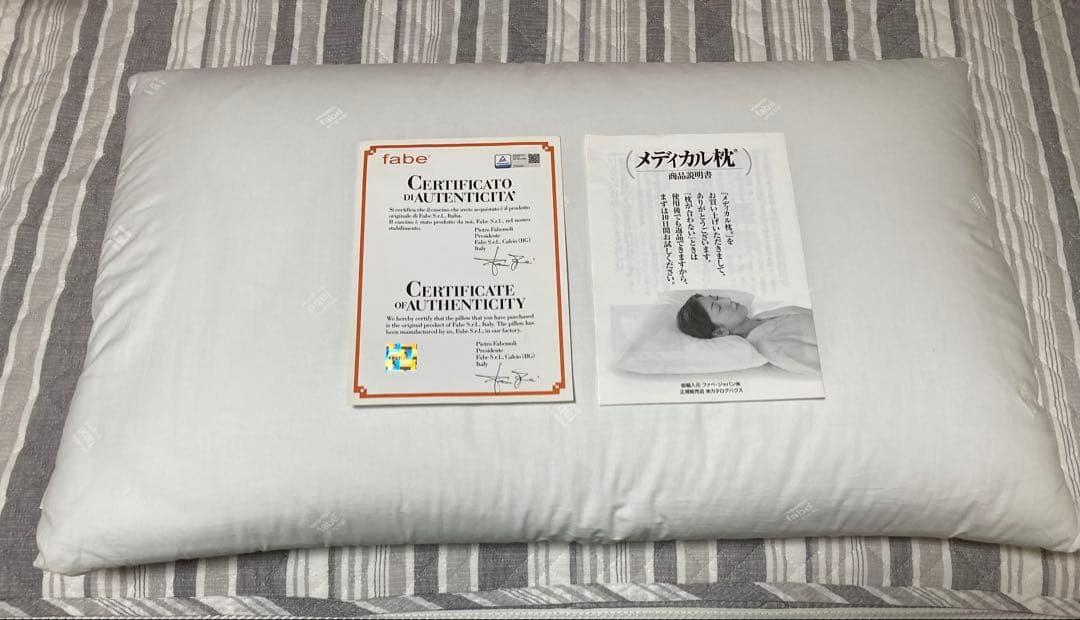 fabe
fabe®
CERTIFICATO
DI AUTENTICITA'
Si certifica che il cuscino che avete acquistato è il prodotto
originale di Fabe S.r.l., Italia.
Il cuscino è stato prodotto da noi, Fabe S.r.l., nel nostro
stabilimento.
Pietro Fabemoli
Presidente
Fabe S.r.l., Calcio (BG)
Italy
CERTIFICATE
OF AUTHENTICITY
We hereby certify that the pillow that you have purchased
is the original product of Fabe S.r.l., Italy. The pillow has
been manufactured by us, Fabe S.r.l., in our factory.
Pietro Fabemoli
Presidente
Fabe S.r.l., Calcio (BG)
Italy
(メディカル枕®)
商品説明書
「メディカル枕®」を
お買い上げいただきまして、
ありがとうございます。
「枕が合わない」ときは
使用後でも返品できますから、
まずは10日間お試しください。
総輸入元 ファベ・ジャパン㈱
正規販売店 ㈱カタログハウス
fabe
fabe